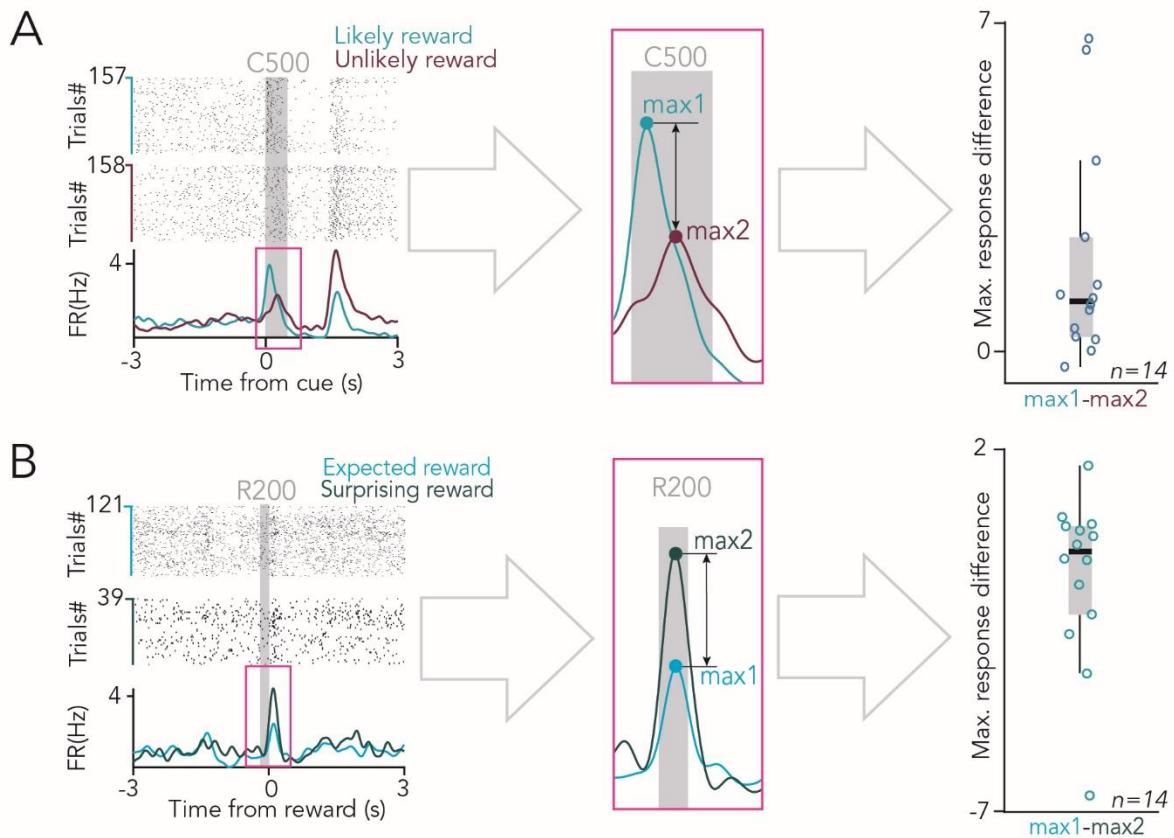 A
Likely reward
Unlikely reward
C500
157
Trials#
158
Trials#
4
FR(Hz)
-3
0
3
Time from cue (s)
C500
max1
max2
7
Max. response difference
0
n=14
max1-max2
B
Expected reward
Surprising reward
R200
121
Trials#
39
Trials#
4
FR(Hz)
-3
0
3
Time from reward (s)
R200
max2
max1
2
Max. response difference
-7
n=14
max1-max2